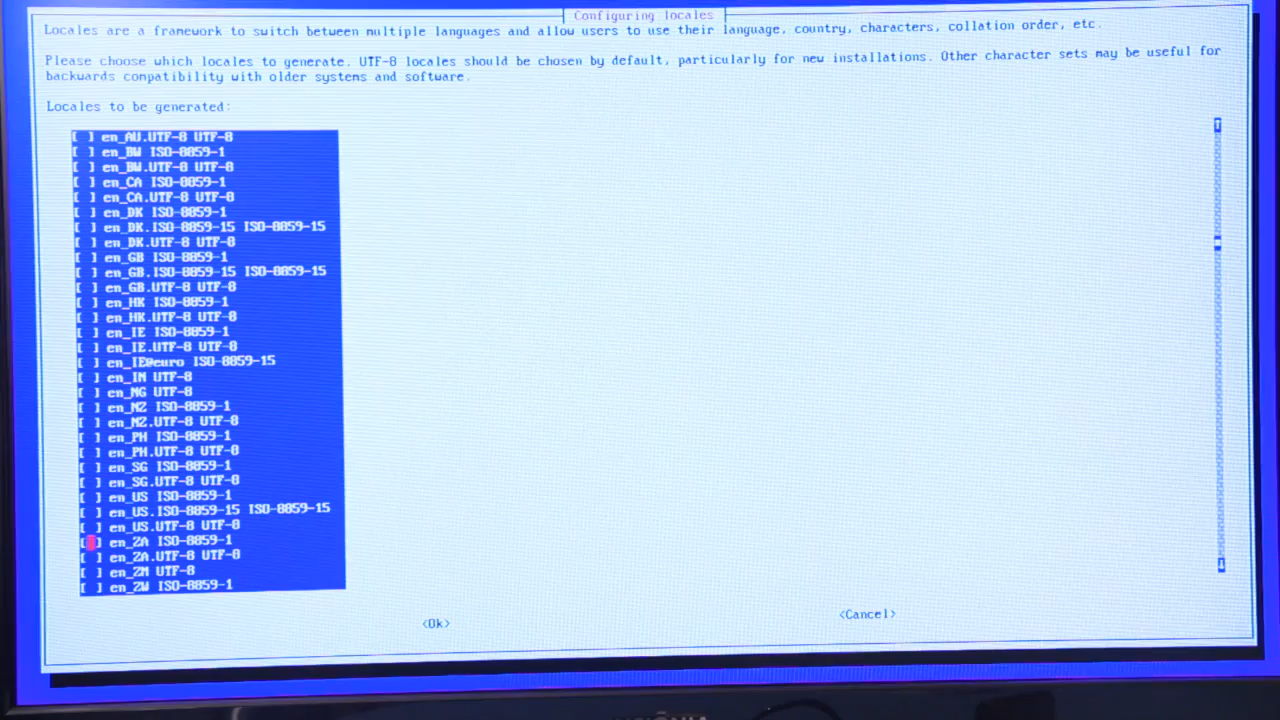 Configuring locales
Locales are a framework to switch between multiple languages and allow users to use their language, country, characters, collation order, etc.
Please choose which locales to generate. UTF-8 locales should be chosen by default, particularly for new installations. Other character sets may be useful for
backwards compatibility with older systems and software.
Locales to be generated:
[ ] en_AU.UTF-8 UTF-8
[ ] en_BW ISO-8859-1
[ ] en_BW.UTF-8 UTF-8
[ ] en_CA ISO-8859-1
[ ] en_CA.UTF-8 UTF-8
[ ] en_DK ISO-8859-1
[ ] en_DK.ISO-8859-15 ISO-8859-15
[ ] en_DK.UTF-8 UTF-8
[ ] en_GB ISO-8859-1
[ ] en_GB.ISO-8859-15 ISO-8859-15
[ ] en_GB.UTF-8 UTF-8
[ ] en_HK ISO-8859-1
[ ] en_HK.UTF-8 UTF-8
[ ] en_IE ISO-8859-1
[ ] en_IE.UTF-8 UTF-8
[ ] en_IE@euro ISO-8859-15
[ ] en_IN UTF-8
[ ] en_NG UTF-8
[ ] en_NZ ISO-8859-1
[ ] en_NZ.UTF-8 UTF-8
[ ] en_PH ISO-8859-1
[ ] en_PH.UTF-8 UTF-8
[ ] en_SG ISO-8859-1
[ ] en_SG.UTF-8 UTF-8
[ ] en_US ISO-8859-1
[ ] en_US.ISO-8859-15 ISO-8859-15
[ ] en_US.UTF-8 UTF-8
[ ] en_ZA ISO-8859-1
[ ] en_ZA.UTF-8 UTF-8
[ ] en_ZM UTF-8
[ ] en_ZW ISO-8859-1
<Ok> <Cancel>